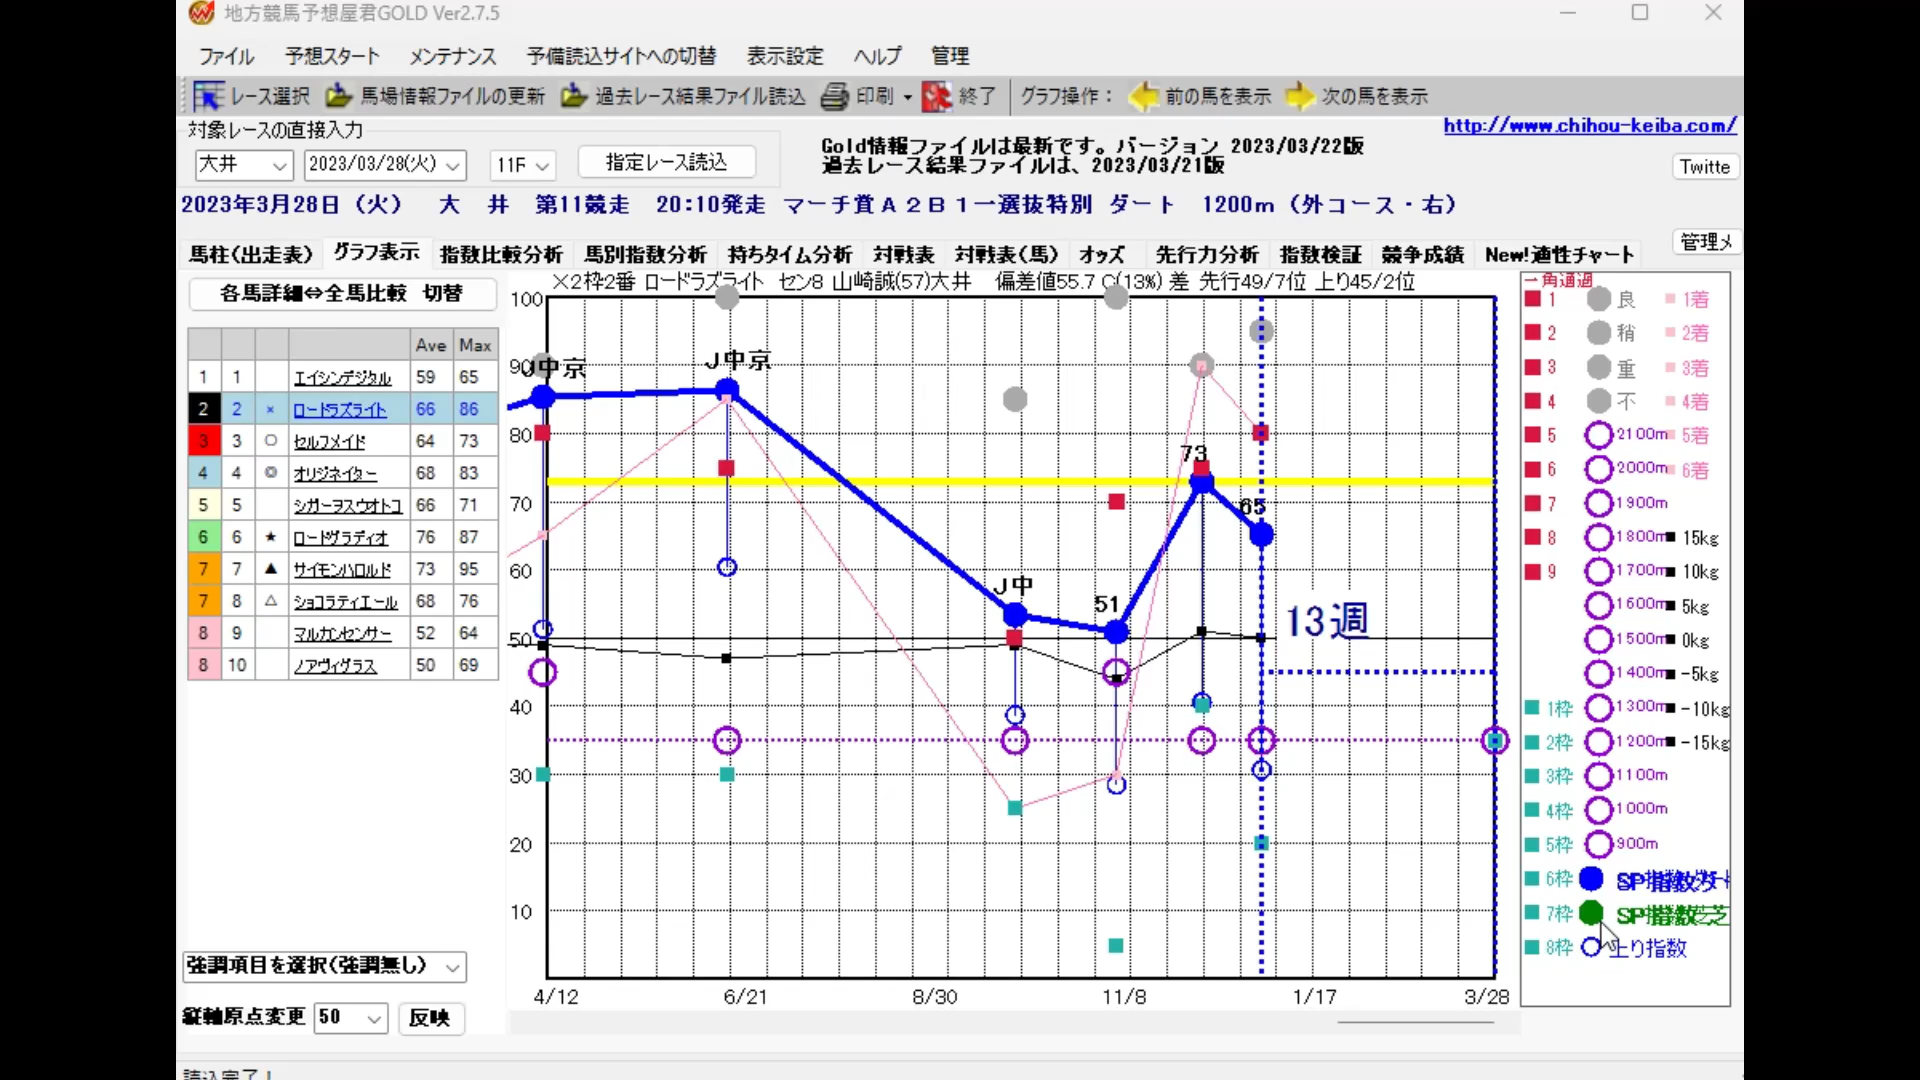 地方競馬予想屋君GOLD Ver2.7.5
ファイル 予想スタート メンテナンス 予備読込サイトへの切替 表示設定 ヘルプ 管理
レース選択 馬場情報ファイルの更新 過去レース結果ファイル読込 印刷 終了 グラフ操作： 前の馬を表示 次の馬を表示
対象レースの直接入力
http://www.chihou-keiba.com/
大井 2023/03/28(火) 11F 指定レース読込
Gold情報ファイルは最新です。バージョン 2023/03/22版
過去レース結果ファイルは、2023/03/21版
Twitte
2023年3月28日（火） 大 井 第11競走 20:10発走 マーチ賞Ａ２Ｂ１一選抜特別 ダート 1200m（外コース・右）
管理メ
馬柱(出走表) グラフ表示 指数比較分析 馬別指数分析 持ちタイム分析 対戦表 対戦表(馬) オッズ 先行力分析 指数検証 競争成績 New!適性チャート
各馬詳細⇔全馬比較 切替
×2枠2番 ロードラズライト セン8 山崎誠(57)大井 偏差値55.7 C(13%) 差 先行49/7位 上り45/2位
Ave Max
1 1 エイシンデジタル 59 65
2 2 × ロードラズライト 66 86
3 3 ○ セルフメイド 64 73
4 4 ◎ オリジネイター 68 83
5 5 シガーヲスウオトコ 66 71
6 6 ★ ロードグラディオ 76 87
7 7 ▲ サイモンハロルド 73 95
7 8 △ ショコラティエール 68 76
8 9 マルカンセンサー 52 64
8 10 ノアヴィグラス 50 69
100
90
80
70
60
50
40
30
20
10
J中京
J中京
J中
51
73
65
13週
4/12 6/21 8/30 11/8 1/17 3/28
一角通過
1 良 1着
2 稍 2着
3 重 3着
4 不 4着
5 2100m 5着
6 2000m 6着
7 1900m
8 1800m 15kg
9 1700m 10kg
1600m 5kg
1500m 0kg
1400m -5kg
1枠 1300m -10kg
2枠 1200m -15kg
3枠 1100m
4枠 1000m
5枠 900m
6枠 SP指数
7枠 SP指数芝
8枠 上り指数
強調項目を選択(強調無し)
縦軸原点変更 50 反映
読込完了！